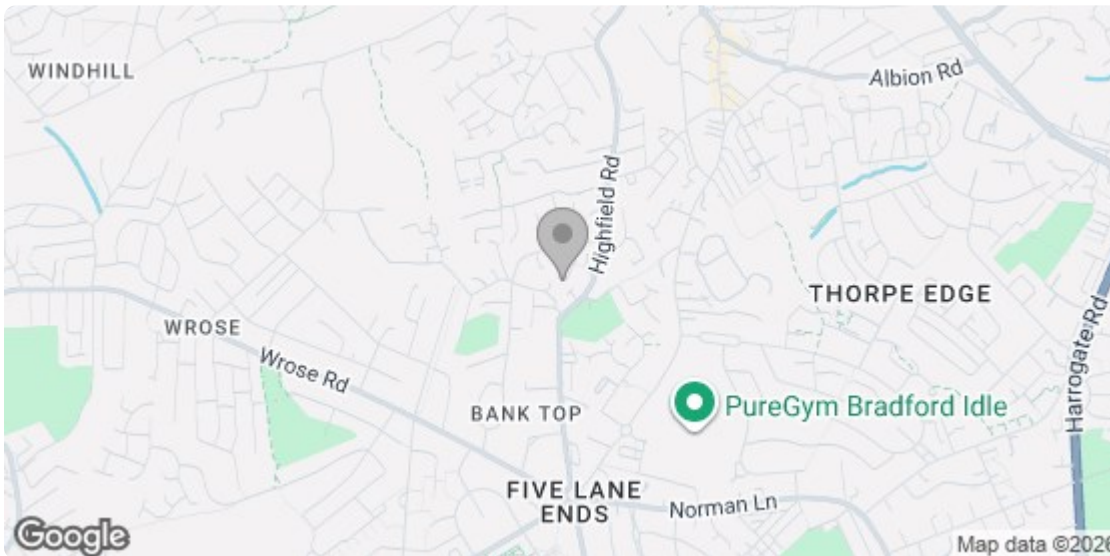 WINDHILL
Albion Rd
Highfield Rd
THORPE EDGE
WROSE
Wrose Rd
Harrogate Rd
BANK TOP
PureGym Bradford Idle
FIVE LANE
ENDS
Norman Ln
Google
Map data ©2026